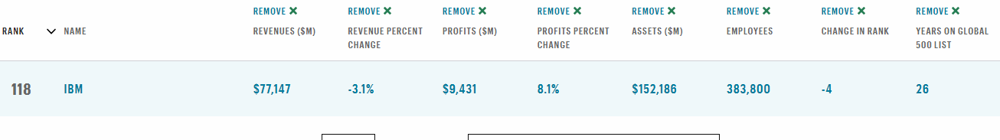 REMOVE ✕ REMOVE ✕ REMOVE ✕ REMOVE ✕ REMOVE ✕ REMOVE ✕ REMOVE ✕ REMOVE ✕
RANK NAME REVENUES ($M) REVENUE PERCENT PROFITS ($M) PROFITS PERCENT ASSETS ($M) EMPLOYEES CHANGE IN RANK YEARS ON GLOBAL
CHANGE CHANGE 500 LIST
118 IBM $77,147 -3.1% $9,431 8.1% $152,186 383,800 -4 26